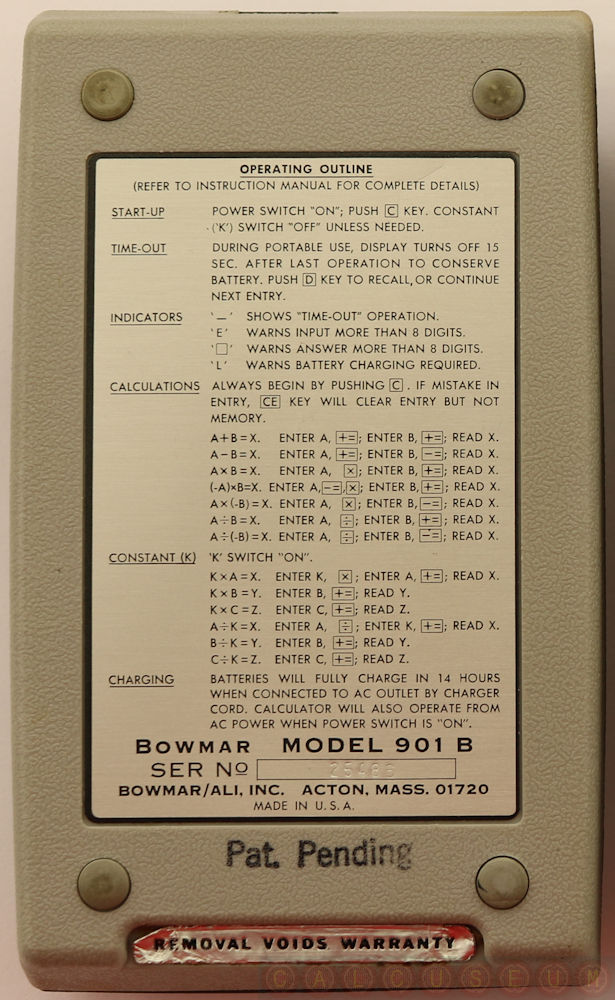 OPERATING OUTLINE
(REFER TO INSTRUCTION MANUAL FOR COMPLETE DETAILS)
START-UP POWER SWITCH "ON"; PUSH [C] KEY. CONSTANT
('K') SWITCH "OFF" UNLESS NEEDED.
TIME-OUT DURING PORTABLE USE, DISPLAY TURNS OFF 15
SEC. AFTER LAST OPERATION TO CONSERVE
BATTERY. PUSH [D] KEY TO RECALL, OR CONTINUE
NEXT ENTRY.
INDICATORS '—' SHOWS "TIME-OUT" OPERATION.
'E' WARNS INPUT MORE THAN 8 DIGITS.
'□' WARNS ANSWER MORE THAN 8 DIGITS.
'L' WARNS BATTERY CHARGING REQUIRED.
CALCULATIONS ALWAYS BEGIN BY PUSHING [C]. IF MISTAKE IN
ENTRY, [CE] KEY WILL CLEAR ENTRY BUT NOT
MEMORY.
A+B=X. ENTER A, [+=]; ENTER B, [+=]; READ X.
A−B=X. ENTER A, [+=]; ENTER B, [−=]; READ X.
A×B=X. ENTER A, [×]; ENTER B, [+=]; READ X.
(-A)×B=X. ENTER A, [−=], [×]; ENTER B, [+=]; READ X.
A×(-B)=X. ENTER A, [×]; ENTER B, [−=]; READ X.
A÷B=X. ENTER A, [÷]; ENTER B, [+=]; READ X.
A÷(-B)=X. ENTER A, [÷]; ENTER B, [−=]; READ X.
CONSTANT (K) 'K' SWITCH "ON".
K×A=X. ENTER K, [×]; ENTER A, [+=]; READ X.
K×B=Y. ENTER B, [+=]; READ Y.
K×C=Z. ENTER C, [+=]; READ Z.
A÷K=X. ENTER A, [÷]; ENTER K, [+=]; READ X.
B÷K=Y. ENTER B, [+=]; READ Y.
C÷K=Z. ENTER C, [+=]; READ Z.
CHARGING BATTERIES WILL FULLY CHARGE IN 14 HOURS
WHEN CONNECTED TO AC OUTLET BY CHARGER
CORD. CALCULATOR WILL ALSO OPERATE FROM
AC POWER WHEN POWER SWITCH IS "ON".
BOWMAR MODEL 901 B
SER Nº
BOWMAR/ALI, INC. ACTON, MASS. 01720
MADE IN U.S.A.
Pat. Pending
REMOVAL VOIDS WARRANTY
CALCUSEUM